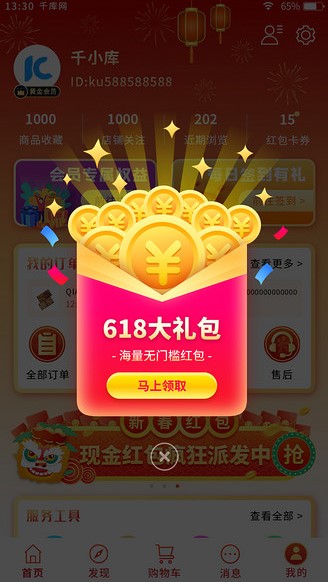 13:30 千库网 65%
千小库
ID:ku588588588
黄金会员
1000 1000 202 15
商品收藏 店铺关注 近期浏览 红包卡券
会员专属权益 每日签到有礼
签到 >
我的订单 查看更多 >
618大礼包
- 海量无门槛红包 -
马上领取
全部订单 售后
新春红包
现金红包疯狂派发中 抢
服务工具 查看全部 >
首页 发现 购物车 消息 我的